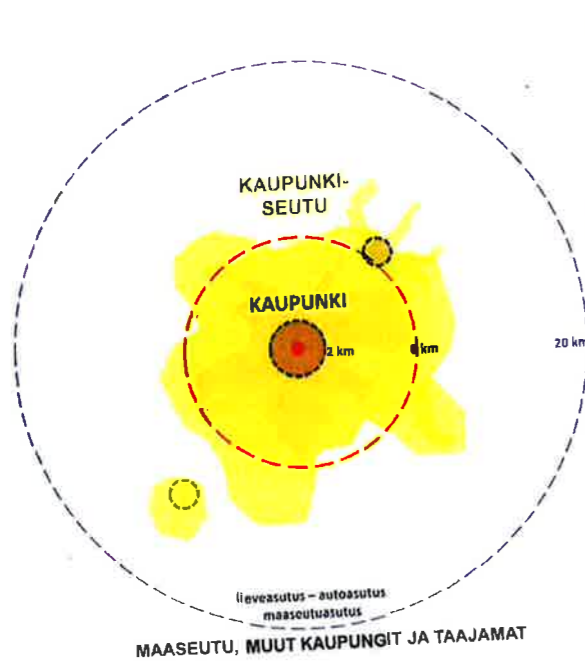 KAUPUNKI-
SEUTU
KAUPUNKI
2 km
km
20 km
lieveasutus – autoasutus
maaseutuasutus
MAASEUTU, MUUT KAUPUNGIT JA TAAJAMAT